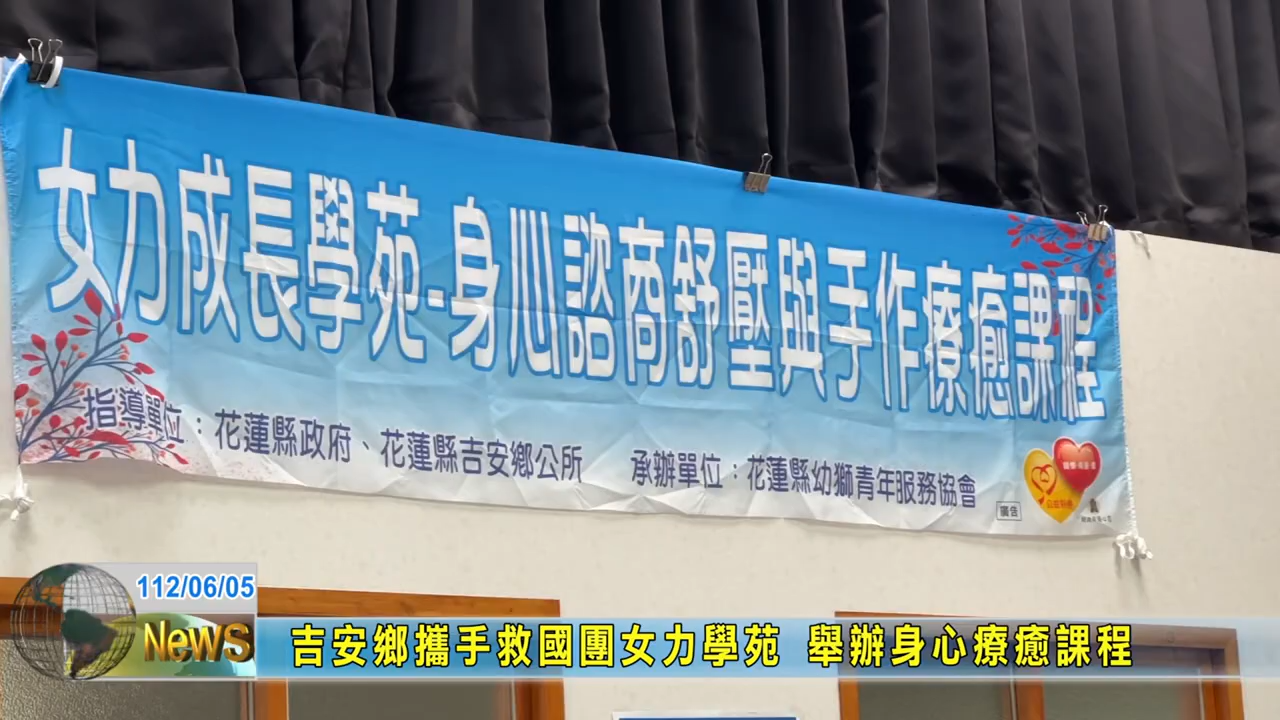 女力成長學苑-身心諮商舒壓與手作療癒課程
指導單位：花蓮縣政府、花蓮縣吉安鄉公所　承辦單位：花蓮縣幼獅青年服務協會
廣告
公益彩券
112/06/05
NewS
吉安鄉攜手救國團女力學苑 舉辦身心療癒課程